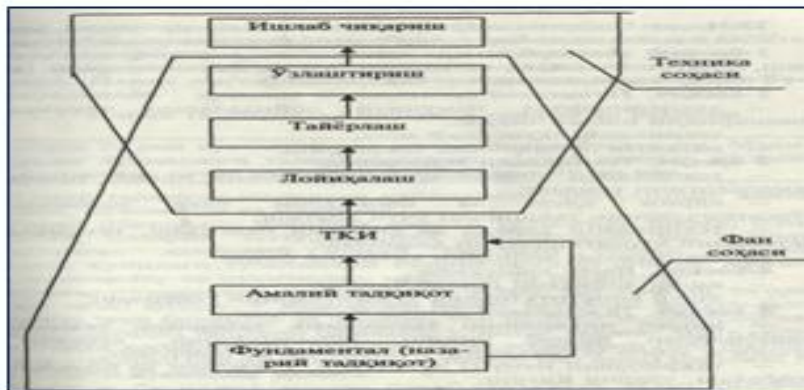 Ишлаб чиқариш
Ўзлаштириш
Техника
соҳаси
Тайёрлаш
Лойиҳалаш
ТКИ
Фан
соҳаси
Амалий тадқиқот
Фундаментал (наза-
рий тадқиқот)